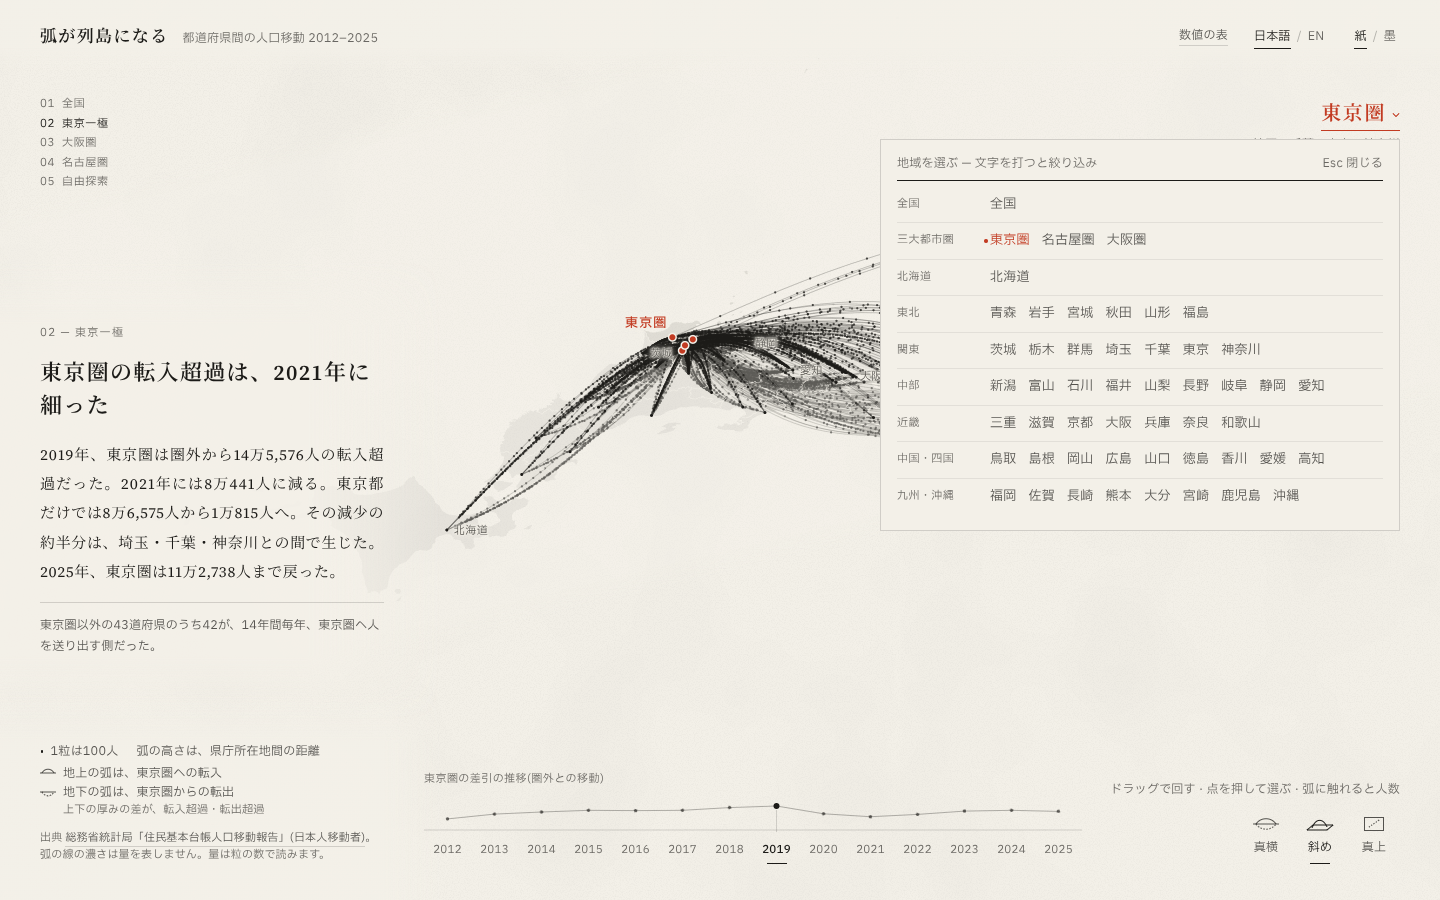 弧が列島になる 都道府県間の人口移動 2012–2025
数値の表 日本語 / EN 紙 / 墨
01 全国
02 東京一極
03 大阪圏
04 名古屋圏
05 自由探索
東京圏
地域を選ぶ — 文字を打つと絞り込み Esc 閉じる
全国 全国
三大都市圏 東京圏 名古屋圏 大阪圏
北海道 北海道
東北 青森 岩手 宮城 秋田 山形 福島
関東 茨城 栃木 群馬 埼玉 千葉 東京 神奈川
中部 新潟 富山 石川 福井 山梨 長野 岐阜 静岡 愛知
近畿 三重 滋賀 京都 大阪 兵庫 奈良 和歌山
中国・四国 鳥取 島根 岡山 広島 山口 徳島 香川 愛媛 高知
九州・沖縄 福岡 佐賀 長崎 熊本 大分 宮崎 鹿児島 沖縄
02 — 東京一極
東京圏の転入超過は、2021年に
細った
2019年、東京圏は圏外から14万5,576人の転入超
過だった。2021年には8万441人に減る。東京都
だけでは8万6,575人から1万815人へ。その減少の
約半分は、埼玉・千葉・神奈川との間で生じた。
2025年、東京圏は11万2,738人まで戻った。
東京圏以外の43道府県のうち42が、14年間毎年、東京圏へ人
を送り出す側だった。
東京圏
茨城
静岡
愛知
大阪
北海道
1粒は100人 弧の高さは、県庁所在地間の距離
地上の弧は、東京圏への転入
地下の弧は、東京圏からの転出
上下の厚みの差が、転入超過・転出超過
出典 総務省統計局「住民基本台帳人口移動報告」(日本人移動者)。
弧の線の濃さは量を表しません。量は粒の数で読みます。
東京圏の差引の推移(圏外との移動)
2012 2013 2014 2015 2016 2017 2018 2019 2020 2021 2022 2023 2024 2025
ドラッグで回す · 点を押して選ぶ · 弧に触れると人数
真横 斜め 真上